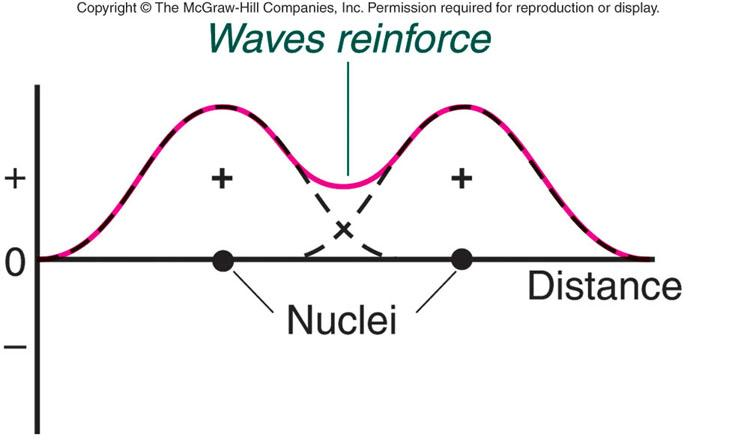 Copyright © The McGraw-Hill Companies, Inc. Permission required for reproduction or display.
Waves reinforce
+
+ +
0
Distance
Nuclei
–